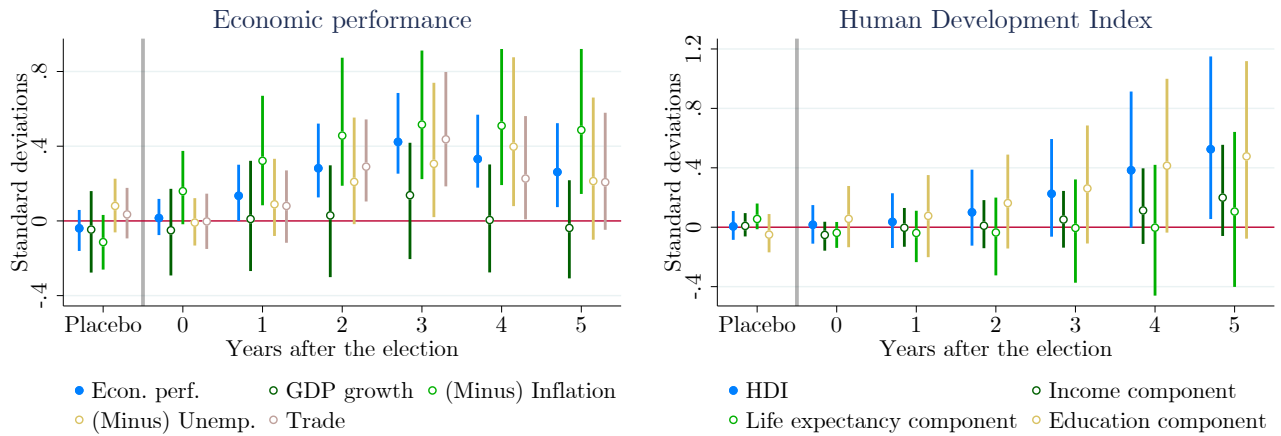 Economic performance
Standard deviations
.8
.4
0
-.4
Placebo 0 1 2 3 4 5
Years after the election
Econ. perf. GDP growth (Minus) Inflation
(Minus) Unemp. Trade
Human Development Index
Standard deviations
1.2
.8
.4
0
-.4
Placebo 0 1 2 3 4 5
Years after the election
HDI Income component
Life expectancy component Education component